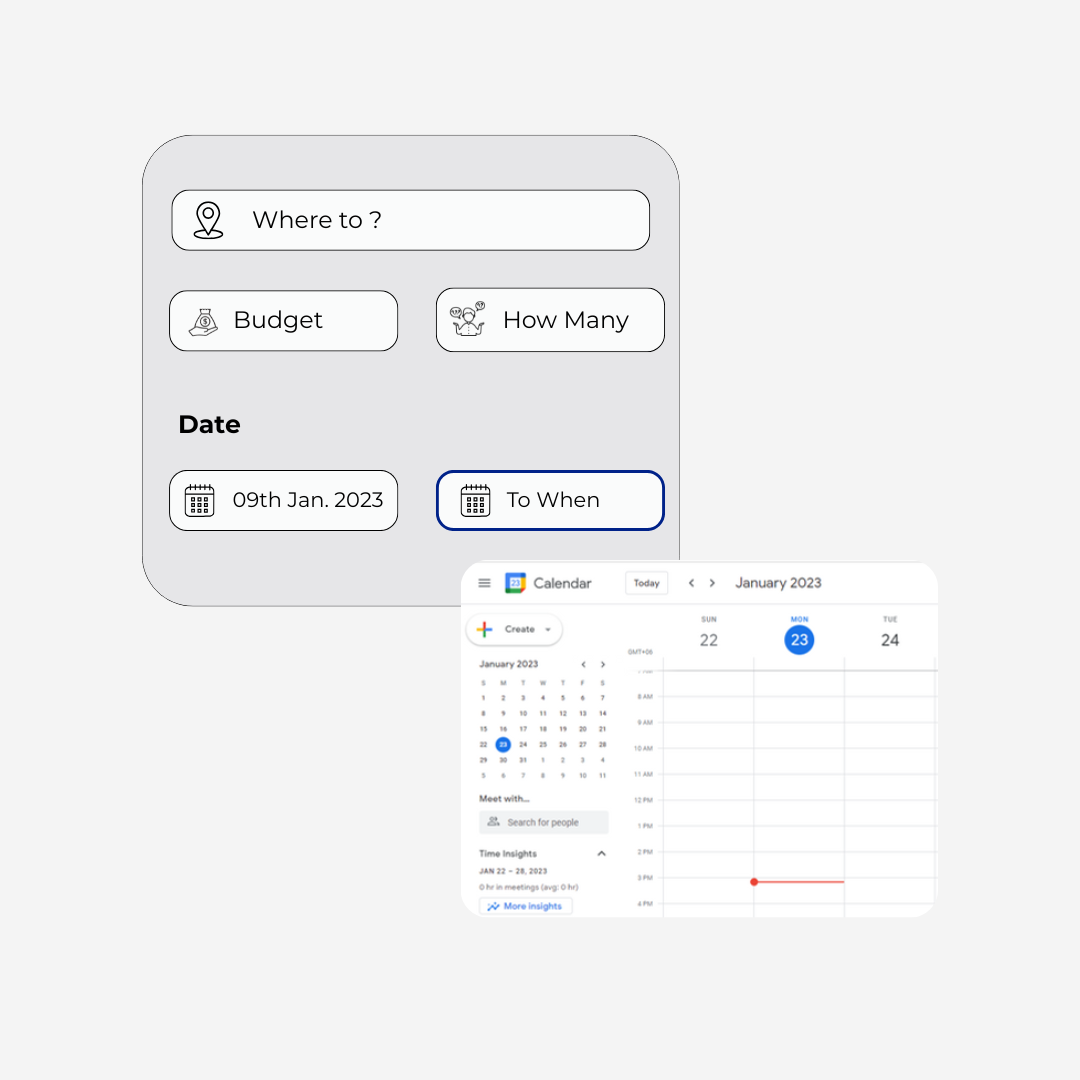 Where to ?
Budget
How Many
Date
09th Jan. 2023
To When
23 Calendar Today January 2023
Create
SUN MON TUE
22 23 24
GMT+06
January 2023
S M T W T F S
1 2 3 4 5 6 7
8 9 10 11 12 13 14
15 16 17 18 19 20 21
22 23 24 25 26 27 28
29 30 31 1 2 3 4
5 6 7 8 9 10 11
Meet with...
Search for people
Time Insights
JAN 22 – 28, 2023
0 hr in meetings (avg: 0 hr)
More insights
8 AM
9 AM
10 AM
11 AM
12 PM
1 PM
2 PM
3 PM
4 PM